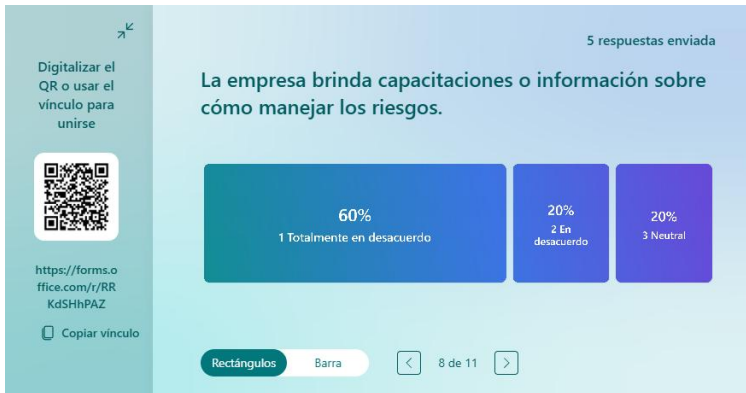 Digitalizar el
QR o usar el
vínculo para
unirse
https://forms.o
ffice.com/r/RR
KdSHhPAZ
Copiar vínculo
5 respuestas enviada
La empresa brinda capacitaciones o información sobre
cómo manejar los riesgos.
60%
1 Totalmente en desacuerdo
20%
2 En
desacuerdo
20%
3 Neutral
Rectángulos
Barra
8 de 11